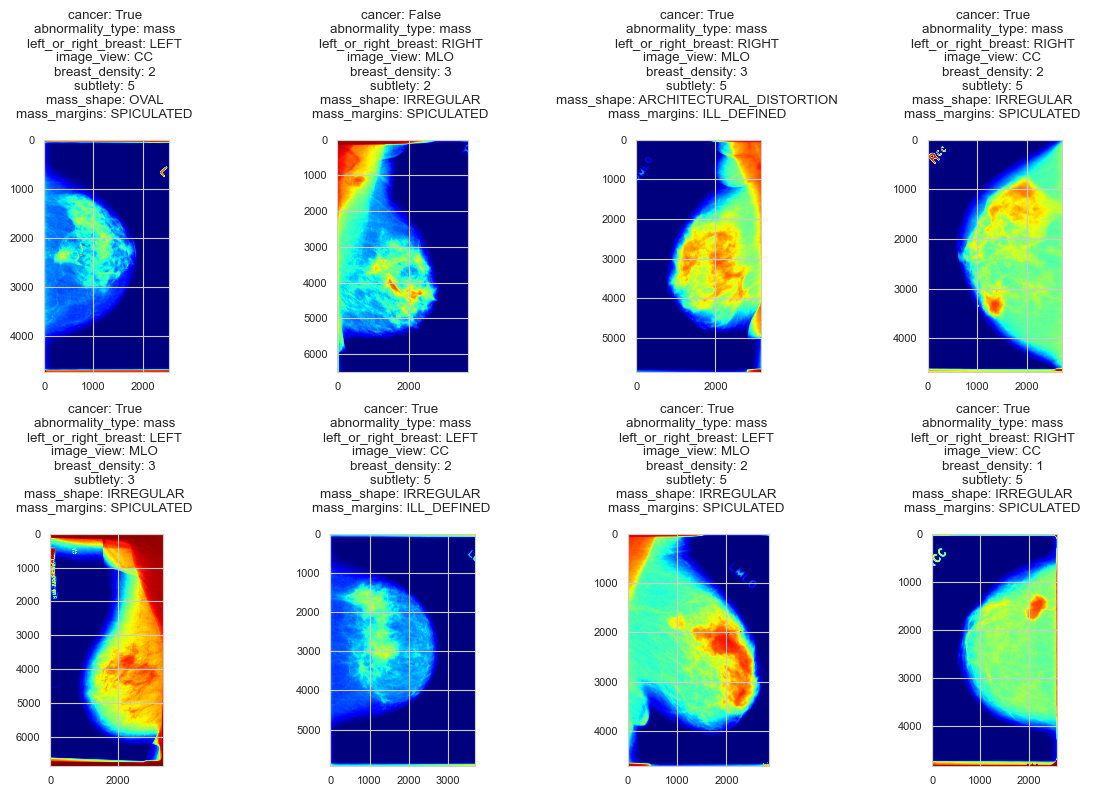 cancer: True
abnormality_type: mass
left_or_right_breast: LEFT
image_view: CC
breast_density: 2
subtlety: 5
mass_shape: OVAL
mass_margins: SPICULATED
0
1000
2000
3000
4000
0
1000
2000
cancer: False
abnormality_type: mass
left_or_right_breast: RIGHT
image_view: MLO
breast_density: 3
subtlety: 2
mass_shape: IRREGULAR
mass_margins: SPICULATED
0
1000
2000
3000
4000
5000
6000
0
2000
cancer: True
abnormality_type: mass
left_or_right_breast: RIGHT
image_view: MLO
breast_density: 3
subtlety: 5
mass_shape: ARCHITECTURAL_DISTORTION
mass_margins: ILL_DEFINED
0
1000
2000
3000
4000
5000
0
2000
cancer: True
abnormality_type: mass
left_or_right_breast: RIGHT
image_view: CC
breast_density: 2
subtlety: 5
mass_shape: IRREGULAR
mass_margins: SPICULATED
Rcc
0
1000
2000
3000
4000
0
1000
2000
cancer: True
abnormality_type: mass
left_or_right_breast: LEFT
image_view: MLO
breast_density: 3
subtlety: 3
mass_shape: IRREGULAR
mass_margins: SPICULATED
0
1000
2000
3000
4000
5000
6000
0
2000
cancer: True
abnormality_type: mass
left_or_right_breast: LEFT
image_view: CC
breast_density: 2
subtlety: 5
mass_shape: IRREGULAR
mass_margins: ILL_DEFINED
0
1000
2000
3000
4000
5000
0
1000
2000
3000
cancer: True
abnormality_type: mass
left_or_right_breast: LEFT
image_view: MLO
breast_density: 2
subtlety: 5
mass_shape: IRREGULAR
mass_margins: SPICULATED
0
1000
2000
3000
4000
0
1000
2000
cancer: True
abnormality_type: mass
left_or_right_breast: RIGHT
image_view: CC
breast_density: 1
subtlety: 5
mass_shape: IRREGULAR
mass_margins: SPICULATED
0
1000
2000
3000
4000
0
1000
2000